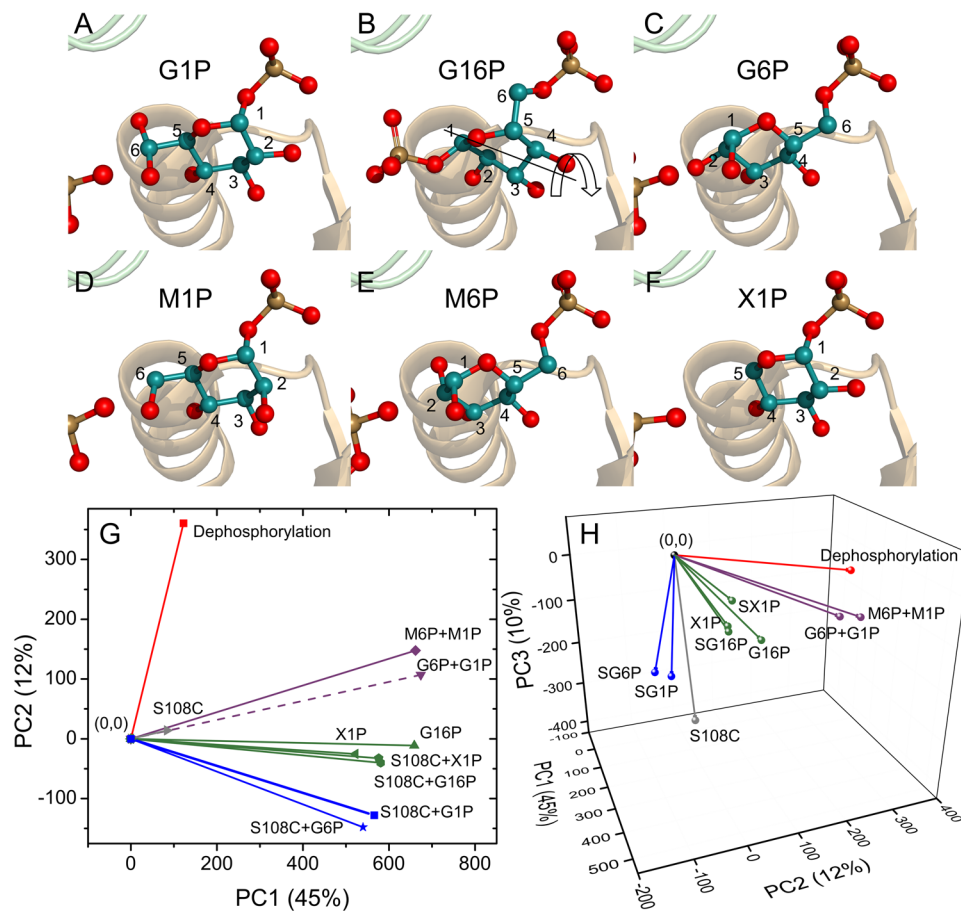 A
G1P
1
2
3
4
5
6
B
G16P
6
5
4
1
2
3
C
G6P
1
5
6
2
4
3
D
M1P
6
5
1
2
4
3
E
M6P
1
5
6
2
4
3
F
X1P
1
5
2
4
3
G
Dephosphorylation
M6P+M1P
G6P+G1P
S108C
(0,0)
X1P
G16P
S108C+X1P
S108C+G16P
S108C+G1P
S108C+G6P
300
200
100
0
-100
PC2 (12%)
0
200
400
600
800
PC1 (45%)
H
(0,0)
Dephosphorylation
SX1P
M6P+M1P
X1P
G6P+G1P
SG16P
G16P
SG6P
SG1P
S108C
0
-100
-200
-300
-400
PC3 (10%)
-100
0
100
200
300
400
500
PC1 (45%)
-200
-100
0
100
200
300
400
PC2 (12%)